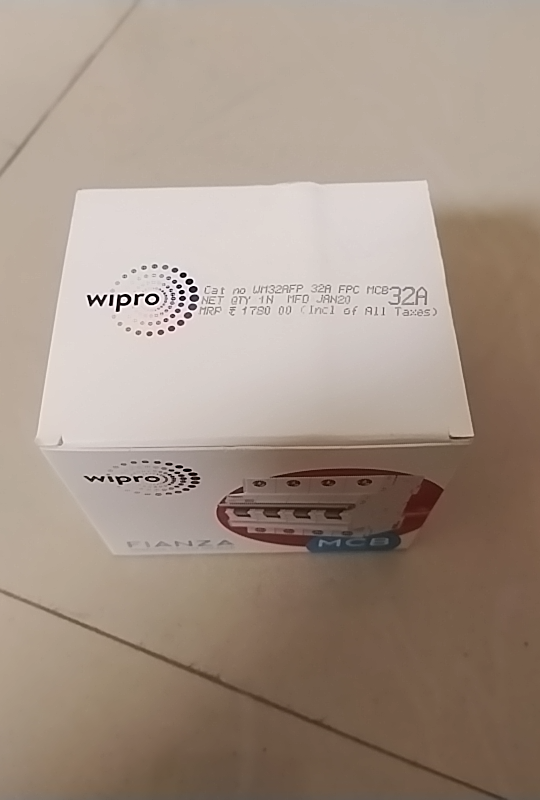 wipro
Cat no WM32AFP 32A FPC MCB 32A
NET QTY 1N MFD JAN20
MRP ₹ 1780 00 (Incl of All Taxes)
wipro
FIANZA
MCB